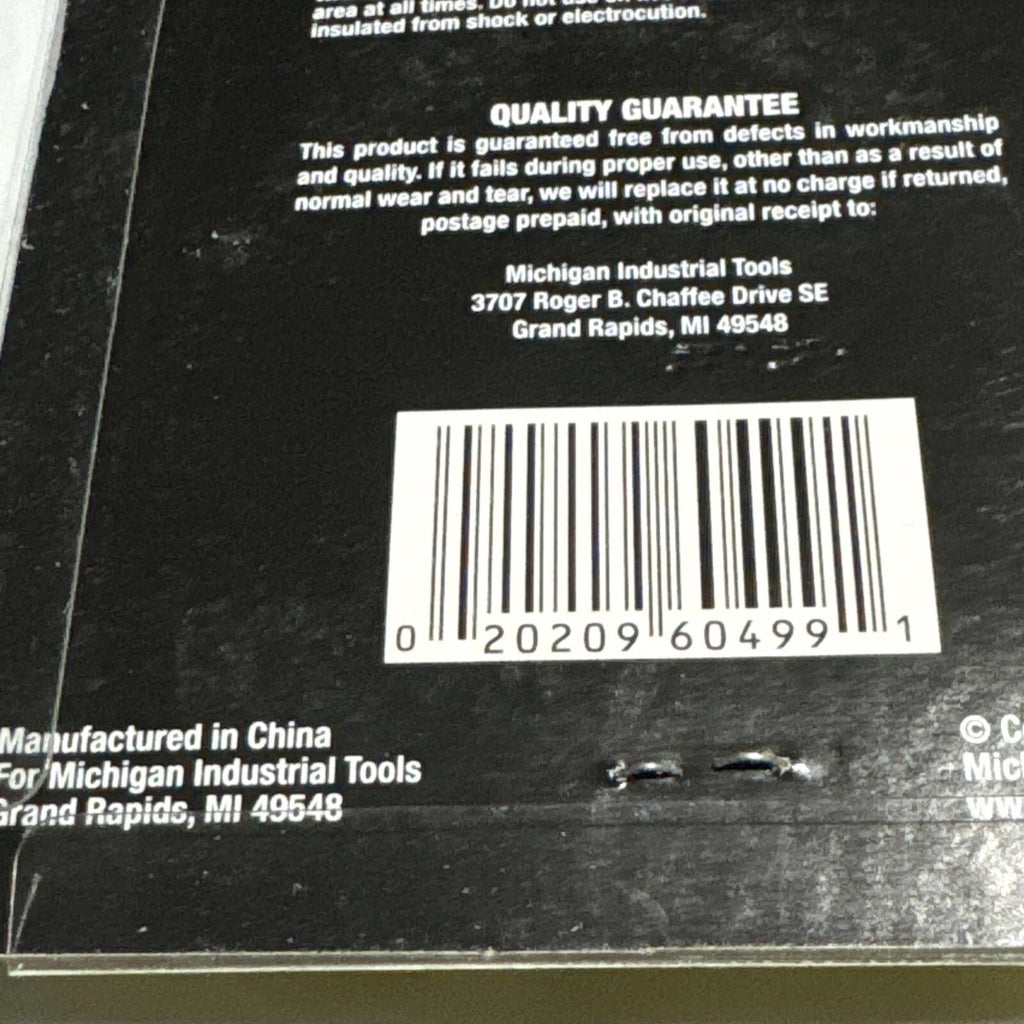 area at all times. Do not use on
insulated from shock or electrocution.
QUALITY GUARANTEE
This product is guaranteed free from defects in workmanship
and quality. If it fails during proper use, other than as a result of
normal wear and tear, we will replace it at no charge if returned,
postage prepaid, with original receipt to:
Michigan Industrial Tools
3707 Roger B. Chaffee Drive SE
Grand Rapids, MI 49548
0 20209 60499 1
Manufactured in China
For Michigan Industrial Tools
Grand Rapids, MI 49548
© C
Mic
www.